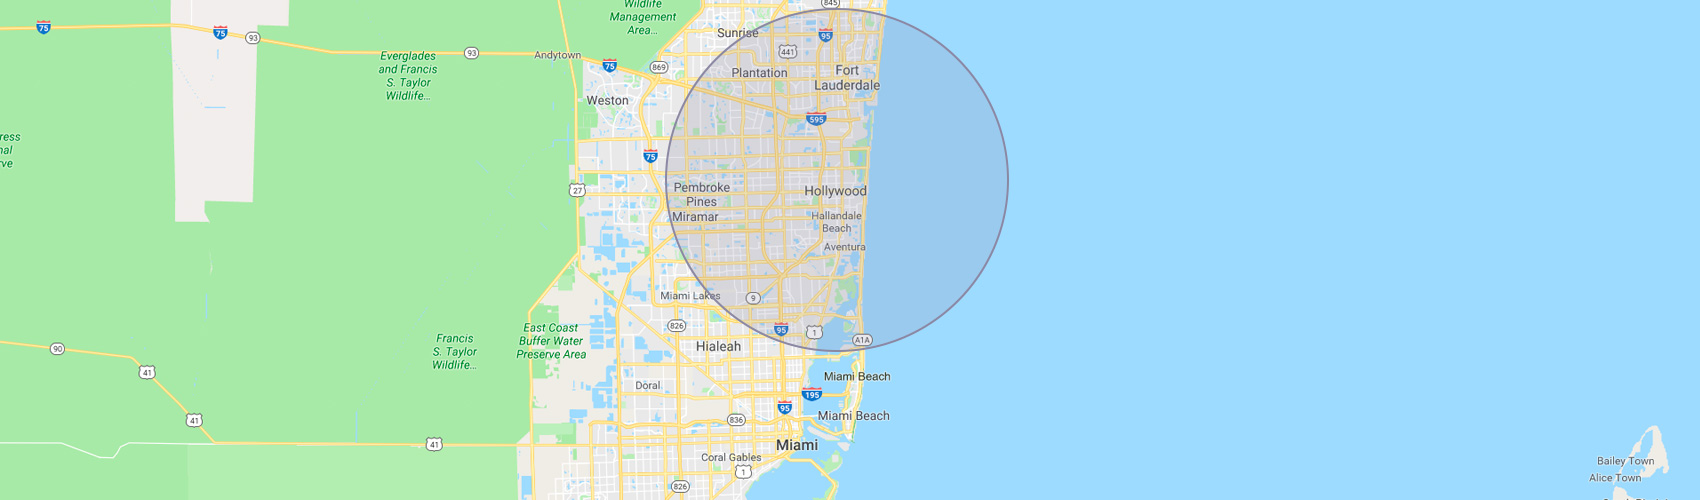 Wildlife
Management
Area...
845
75
75
93
93
Sunrise
95
441
Andytown
75
869
Everglades
and Francis
S. Taylor
Wildlife...
Plantation
Fort
Lauderdale
Weston
595
ress
nal
rve
75
27
Pembroke
Pines
Miramar
Hollywood
Hallandale
Beach
Aventura
Miami Lakes
9
826
95
1
A1A
East Coast
Buffer Water
Preserve Area
Francis
S. Taylor
Wildlife...
90
41
Hialeah
Doral
Miami Beach
195
95
Miami Beach
41
836
41
Miami
Coral Gables
1
826
Bailey Town
Alice Town